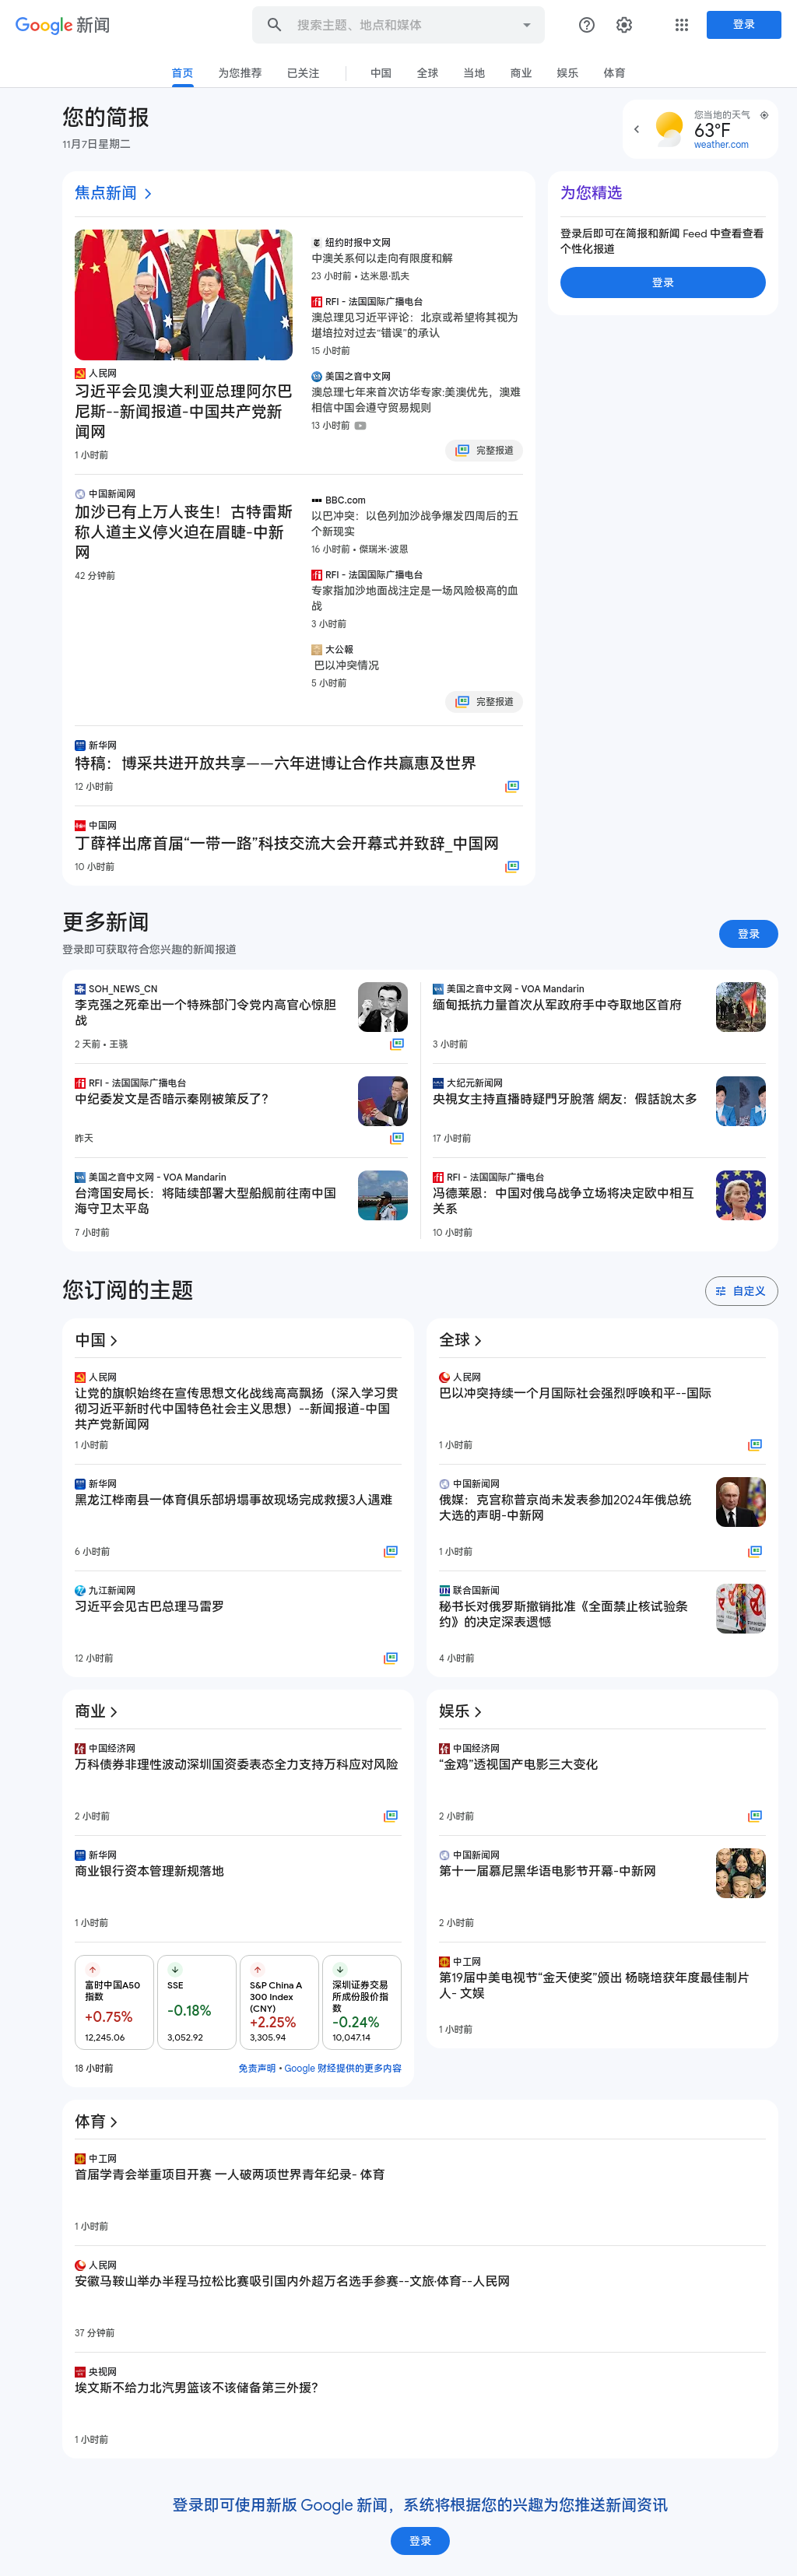 Google 新闻
搜索主题、地点和媒体
登录
首页 为您推荐 已关注 中国 全球 当地 商业 娱乐 体育
您的简报
11月7日星期二
您当地的天气
63°F
weather.com
焦点新闻
人民网
习近平会见澳大利亚总理阿尔巴
尼斯--新闻报道-中国共产党新
闻网
1 小时前
纽约时报中文网
中澳关系何以走向有限度和解
23 小时前 • 达米恩·凯夫
RFI - 法国国际广播电台
澳总理见习近平评论：北京或希望将其视为
堪培拉对过去“错误”的承认
15 小时前
美国之音中文网
澳总理七年来首次访华专家:美澳优先，澳难
相信中国会遵守贸易规则
13 小时前
完整报道
中国新闻网
加沙已有上万人丧生！古特雷斯
称人道主义停火迫在眉睫-中新
网
42 分钟前
BBC.com
以巴冲突：以色列加沙战争爆发四周后的五
个新现实
16 小时前 • 傑瑞米·波恩
RFI - 法国国际广播电台
专家指加沙地面战注定是一场风险极高的血
战
3 小时前
大公報
巴以冲突情况
5 小时前
完整报道
新华网
特稿：博采共进开放共享——六年进博让合作共赢惠及世界
12 小时前
中国网
丁薛祥出席首届“一带一路”科技交流大会开幕式并致辞_中国网
10 小时前
为您精选
登录后即可在简报和新闻 Feed 中查看查看
个性化报道
登录
更多新闻
登录即可获取符合您兴趣的新闻报道
登录
SOH_NEWS_CN
李克强之死牵出一个特殊部门令党内高官心惊胆
战
2 天前 • 王骁
美国之音中文网 - VOA Mandarin
缅甸抵抗力量首次从军政府手中夺取地区首府
3 小时前
RFI - 法国国际广播电台
中纪委发文是否暗示秦刚被策反了？
昨天
大纪元新闻网
央視女主持直播時疑門牙脫落 網友：假話說太多
17 小时前
美国之音中文网 - VOA Mandarin
台湾国安局长：将陆续部署大型船舰前往南中国
海守卫太平岛
7 小时前
RFI - 法国国际广播电台
冯德莱恩：中国对俄乌战争立场将决定欧中相互
关系
10 小时前
您订阅的主题
自定义
中国
人民网
让党的旗帜始终在宣传思想文化战线高高飘扬（深入学习贯
彻习近平新时代中国特色社会主义思想）--新闻报道-中国
共产党新闻网
1 小时前
新华网
黑龙江桦南县一体育俱乐部坍塌事故现场完成救援3人遇难
6 小时前
九江新闻网
习近平会见古巴总理马雷罗
12 小时前
全球
人民网
巴以冲突持续一个月国际社会强烈呼唤和平--国际
1 小时前
中国新闻网
俄媒：克宫称普京尚未发表参加2024年俄总统
大选的声明-中新网
1 小时前
联合国新闻
秘书长对俄罗斯撤销批准《全面禁止核试验条
约》的决定深表遗憾
4 小时前
商业
中国经济网
万科债券非理性波动深圳国资委表态全力支持万科应对风险
2 小时前
新华网
商业银行资本管理新规落地
1 小时前
富时中国A50
指数
+0.75%
12,245.06
SSE
-0.18%
3,052.92
S&P China A
300 Index
(CNY)
+2.25%
3,305.94
深圳证券交易
所成份股价指
数
-0.24%
10,047.14
18 小时前
免责声明 • Google 财经提供的更多内容
娱乐
中国经济网
“金鸡”透视国产电影三大变化
2 小时前
中国新闻网
第十一届慕尼黑华语电影节开幕-中新网
2 小时前
中工网
第19届中美电视节“金天使奖”颁出 杨晓培获年度最佳制片
人- 文娱
1 小时前
体育
中工网
首届学青会举重项目开赛 一人破两项世界青年纪录- 体育
1 小时前
人民网
安徽马鞍山举办半程马拉松比赛吸引国内外超万名选手参赛--文旅·体育--人民网
37 分钟前
央视网
埃文斯不给力北汽男篮该不该储备第三外援？
1 小时前
登录即可使用新版 Google 新闻，系统将根据您的兴趣为您推送新闻资讯
登录